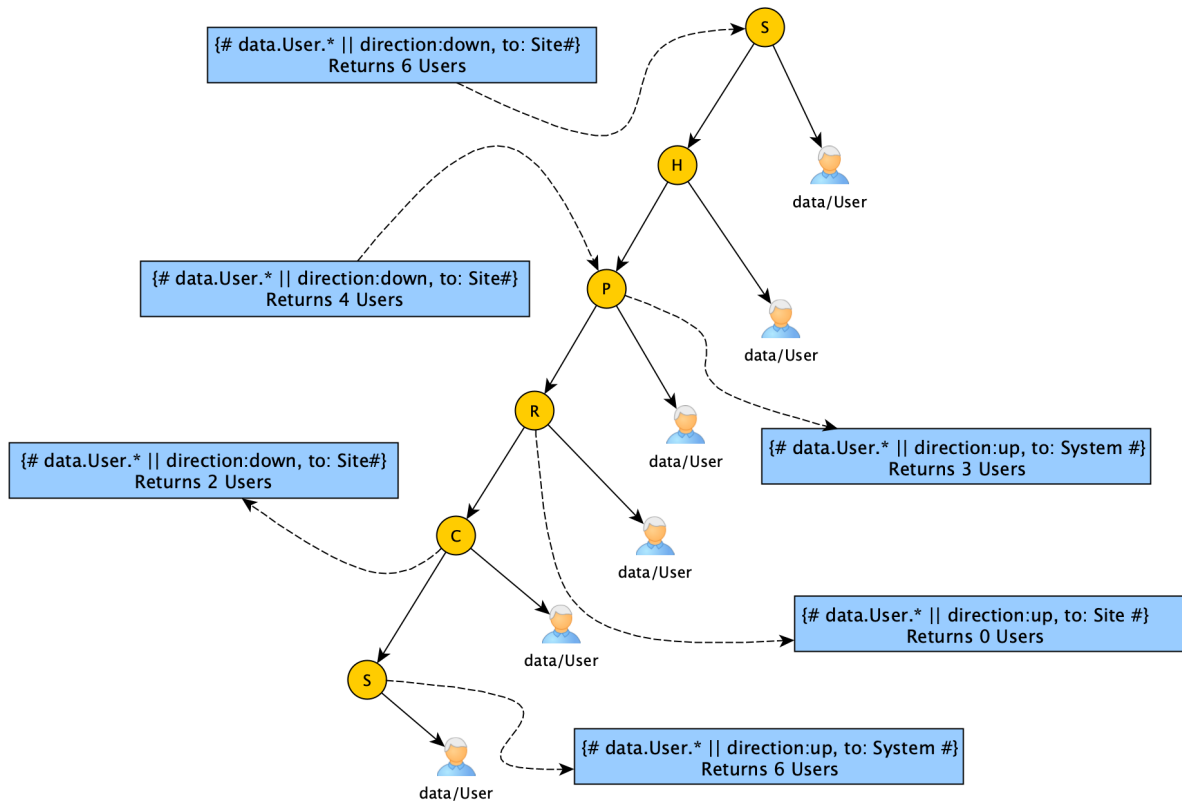 S
{# data.User.* || direction:down, to: Site#}
Returns 6 Users
H
data/User
{# data.User.* || direction:down, to: Site#}
Returns 4 Users
P
data/User
R
data/User
{# data.User.* || direction:up, to: System #}
Returns 3 Users
{# data.User.* || direction:down, to: Site#}
Returns 2 Users
C
data/User
{# data.User.* || direction:up, to: Site #}
Returns 0 Users
data/User
S
{# data.User.* || direction:up, to: System #}
Returns 6 Users
data/User